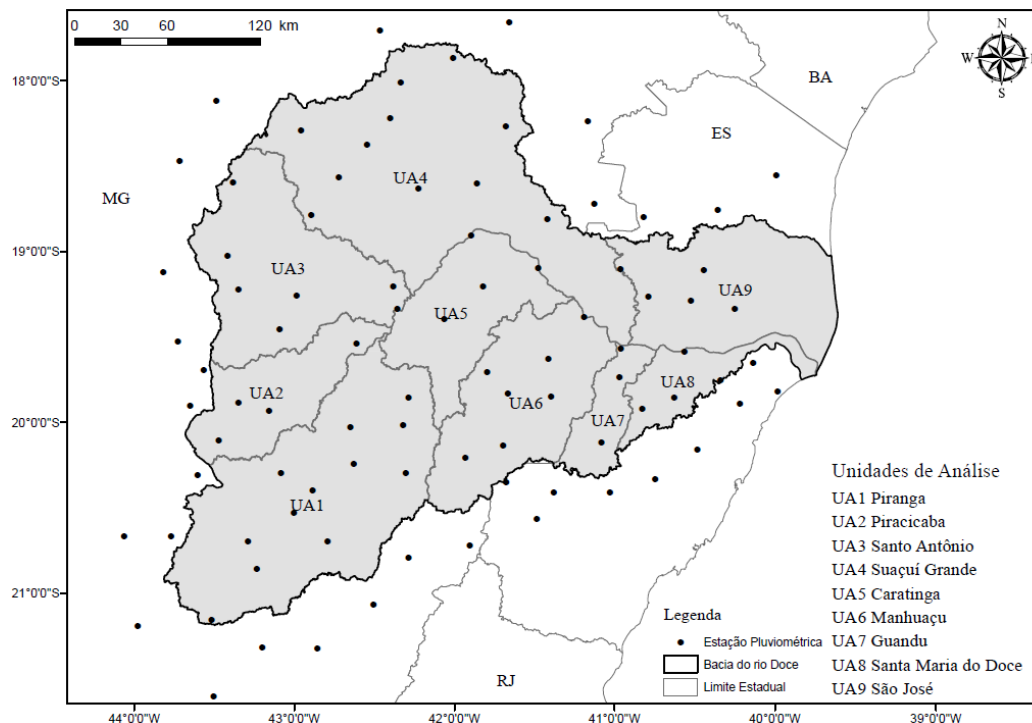 0 30 60 120 km
N
W
S
18°0'0"S
19°0'0"S
20°0'0"S
21°0'0"S
BA
ES
MG
UA4
UA3
UA5
UA9
UA2
UA8
UA6
UA7
UA1
RJ
Unidades de Análise
UA1 Piranga
UA2 Piracicaba
UA3 Santo Antônio
UA4 Suaçuí Grande
UA5 Caratinga
UA6 Manhuaçu
UA7 Guandu
UA8 Santa Maria do Doce
UA9 São José
Legenda
Estação Pluviométrica
Bacia do rio Doce
Limite Estadual
44°0'0"W 43°0'0"W 42°0'0"W 41°0'0"W 40°0'0"W 39°0'0"W